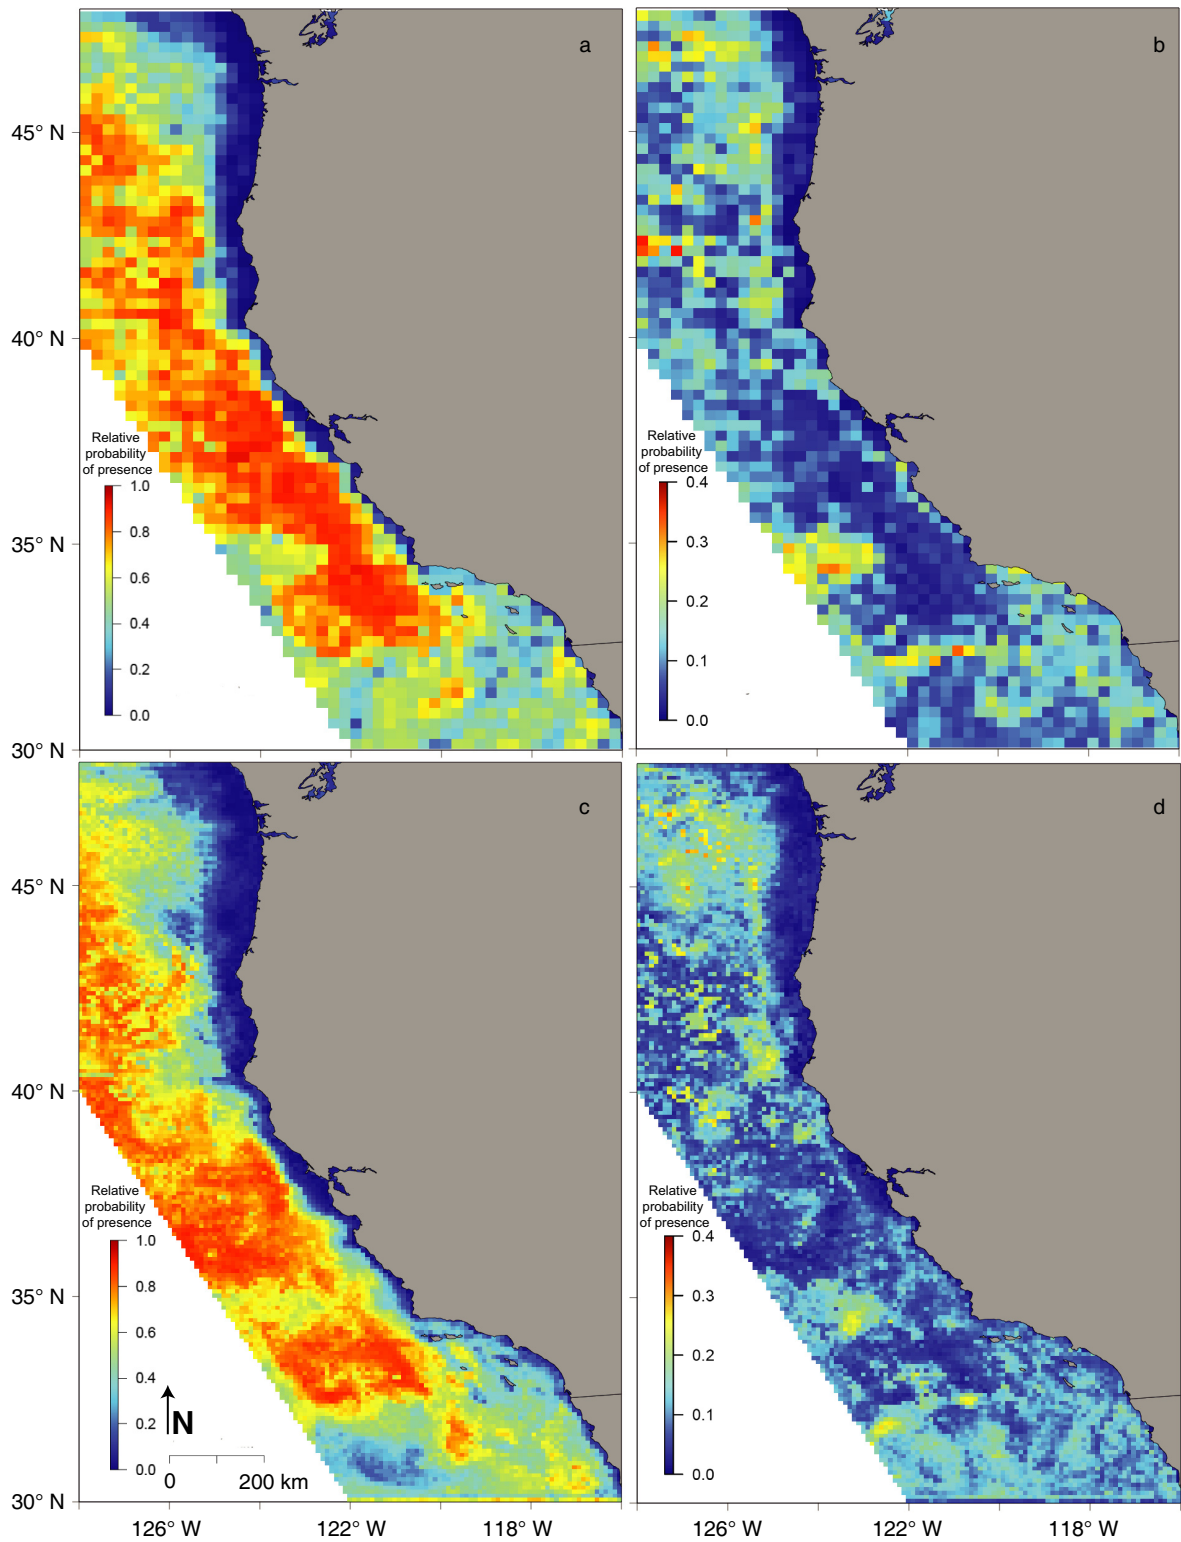 a
b
45° N
40° N
Relative
probability
of presence
1.0
0.8
0.6
0.4
0.2
0.0
Relative
probability
of presence
0.4
0.3
0.2
0.1
0.0
35° N
30° N
c
d
45° N
40° N
Relative
probability
of presence
1.0
0.8
0.6
0.4
0.2
0.0
N
0 200 km
Relative
probability
of presence
0.4
0.3
0.2
0.1
0.0
35° N
30° N
126° W 122° W 118° W
126° W 122° W 118° W